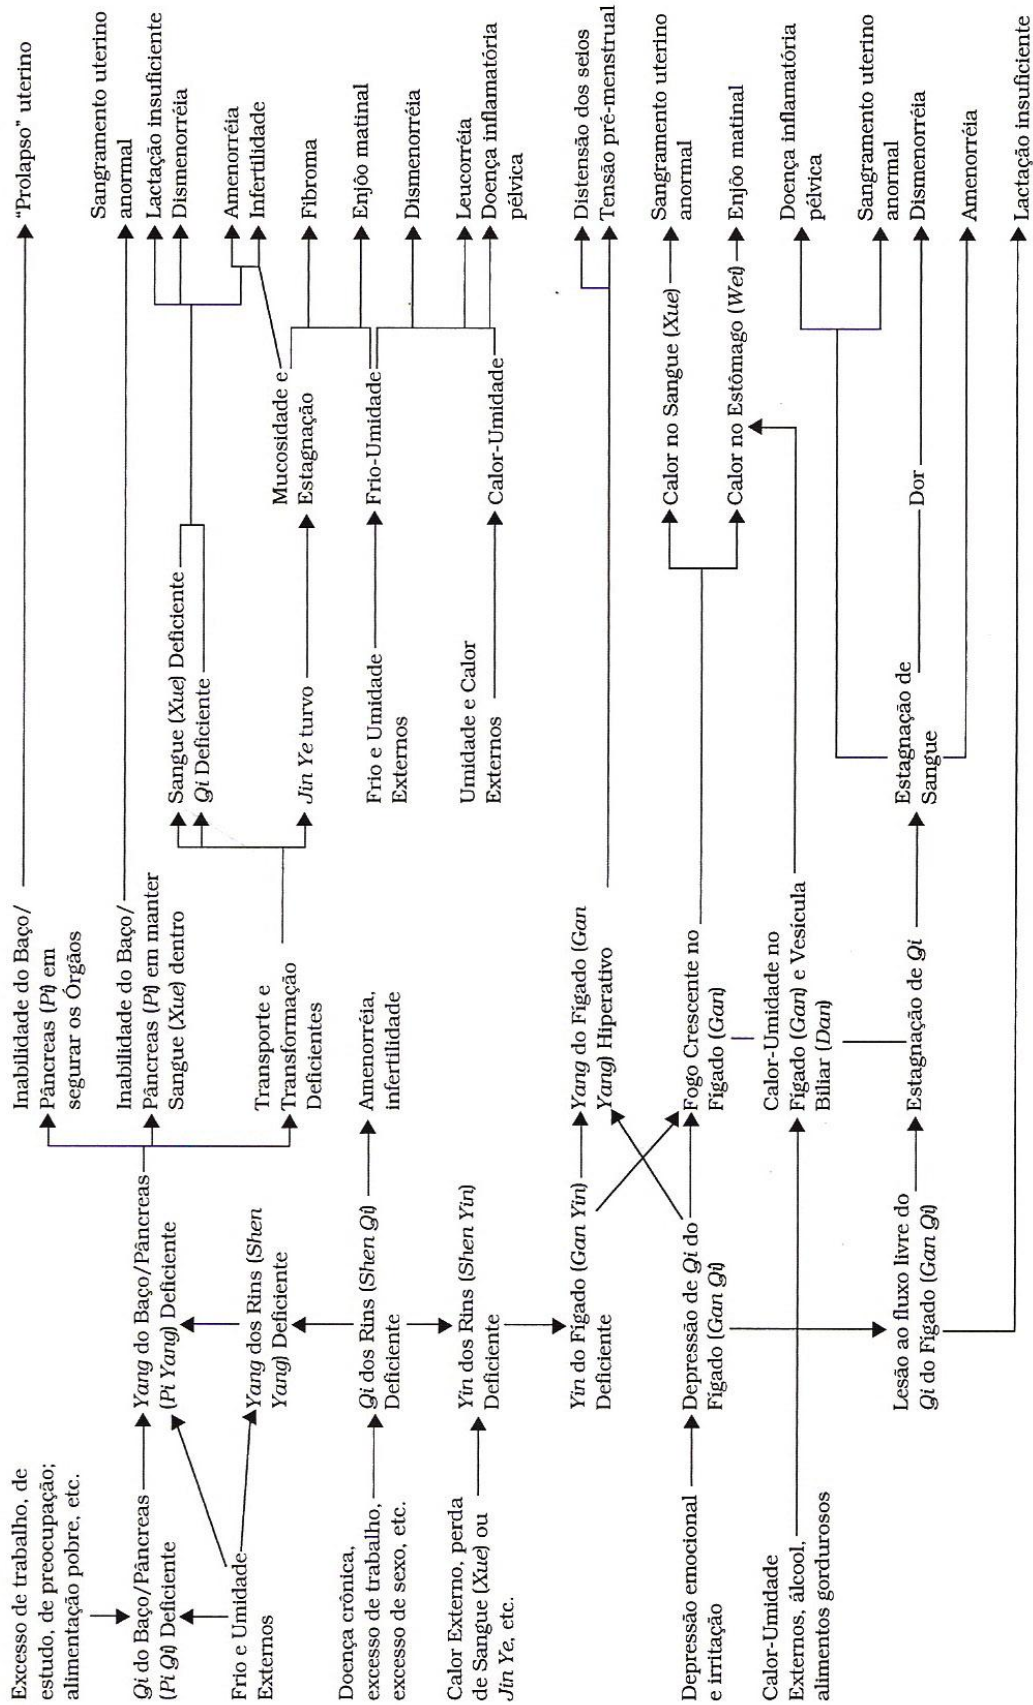 Excesso de trabalho, de
estudo, de preocupação;
alimentação pobre, etc.
Qi do Baço/Pâncreas
(Pi Qi) Deficiente
Frio e Umidade
Externos
Doença crônica,
excesso de trabalho,
excesso de sexo, etc.
Calor Externo, perda
de Sangue (Xue) ou
Jin Ye, etc.
Depressão emocional
e irritação
Calor-Umidade
Externos, álcool,
alimentos gordurosos
Yang do Baço/Pâncreas
(Pi Yang) Deficiente
Yang dos Rins (Shen
Yang) Deficiente
Qi dos Rins (Shen Qi)
Deficiente
Yin dos Rins (Shen Yin)
Deficiente
Yin do Fígado (Gan Yin)
Deficiente
Depressão de Qi do
Fígado (Gan Qi)
Lesão ao fluxo livre do
Qi do Fígado (Gan Qi)
Inabilidade do Baço/
Pâncreas (Pi) em
segurar os Órgãos
Inabilidade do Baço/
Pâncreas (Pi) em manter
Sangue (Xue) dentro
Transporte e
Transformação
Deficientes
Amenorréia,
infertilidade
Yang do Fígado (Gan
Yang) Hiperativo
Fogo Crescente no
Fígado (Gan)
Calor-Umidade no
Fígado (Gan) e Vesícula
Biliar (Dan)
Estagnação de Qi
Sangue (Xue) Deficiente
Qi Deficiente
Jin Ye turvo
Frio e Umidade
Externos
Umidade e Calor
Externos
Estagnação de
Sangue
Mucosidade e
Estagnação
Frio-Umidade
Calor-Umidade
Calor no Sangue (Xue)
Calor no Estômago (Wei)
Dor
"Prolapso" uterino
Sangramento uterino
anormal
Lactação insuficiente
Dismenorréia
Amenorréia
Infertilidade
Fibroma
Enjôo matinal
Dismenorréia
Leucorréia
Doença inflamatória
pélvica
Distensão dos seios
Tensão pré-menstrual
Sangramento uterino
anormal
Enjôo matinal
Doença inflamatória
pélvica
Sangramento uterino
anormal
Dismenorréia
Amenorréia
Lactação insuficiente